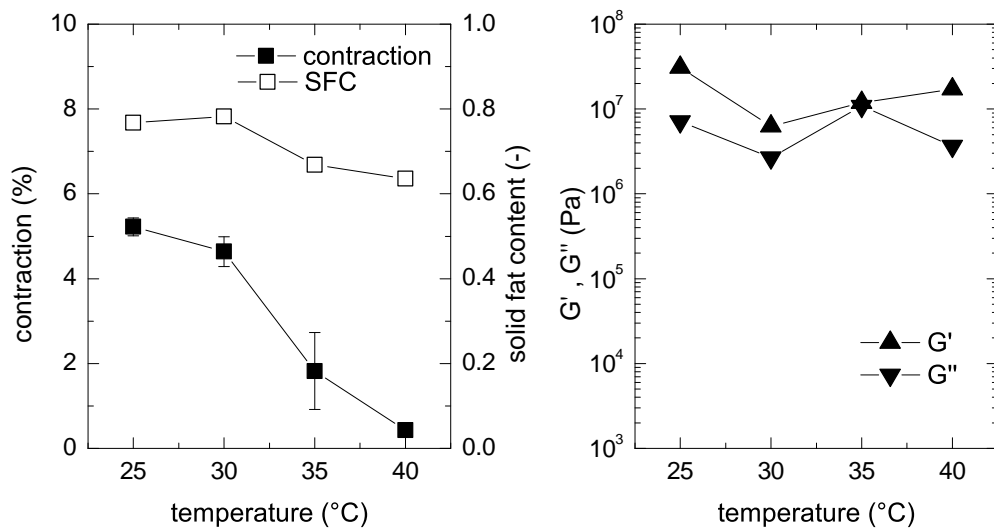 contraction
SFC
10
8
6
4
2
0
contraction (%)
1.0
0.8
0.6
0.4
0.2
0.0
solid fat content (-)
25 30 35 40
temperature (°C)
10⁸
10⁷
10⁶
10⁵
10⁴
10³
G' , G'' (Pa)
G'
G''
25 30 35 40
temperature (°C)